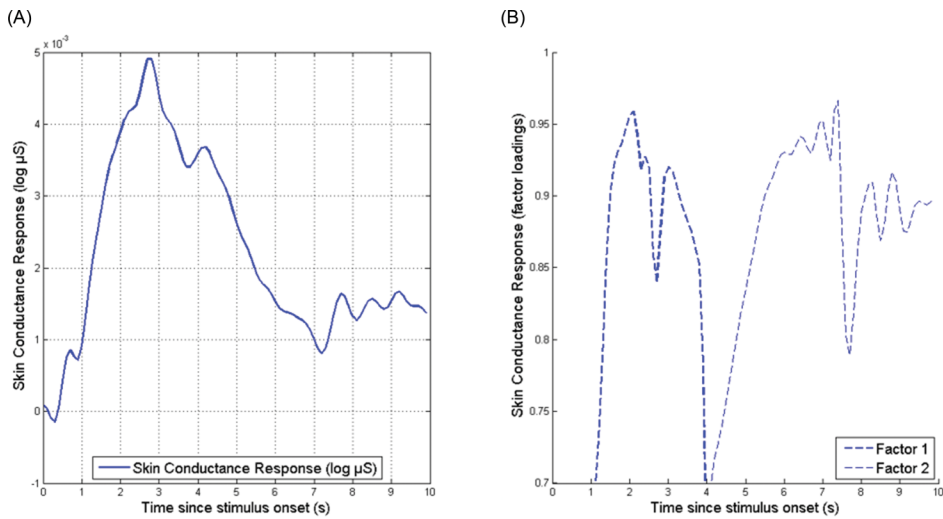 (A)
(B)
x 10⁻³
5
4
3
2
1
0
-1
0 1 2 3 4 5 6 7 8 9 10
Skin Conductance Response (log µS)
Time since stimulus onset (s)
Skin Conductance Response (log µS)
1
0.95
0.9
0.85
0.8
0.75
0.7
0 1 2 3 4 5 6 7 8 9 10
Skin Conductance Response (factor loadings)
Time since stimulus onset (s)
Factor 1
Factor 2